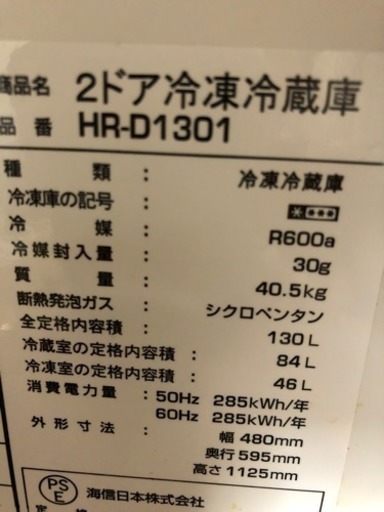 商品名 2ドア冷凍冷蔵庫
品番 HR-D1301
種類 : 冷凍冷蔵庫
冷凍庫の記号 :
冷媒 : R600a
冷媒封入量 : 30g
質量 : 40.5kg
断熱発泡ガス : シクロペンタン
全定格内容積 : 130L
冷蔵室の定格内容積 : 84L
冷凍室の定格内容積 : 46L
消費電力量 : 50Hz 285kWh/年
60Hz 285kWh/年
外形寸法 : 幅 480mm
奥行 595mm
高さ 1125mm
PS
E
海信日本株式会社